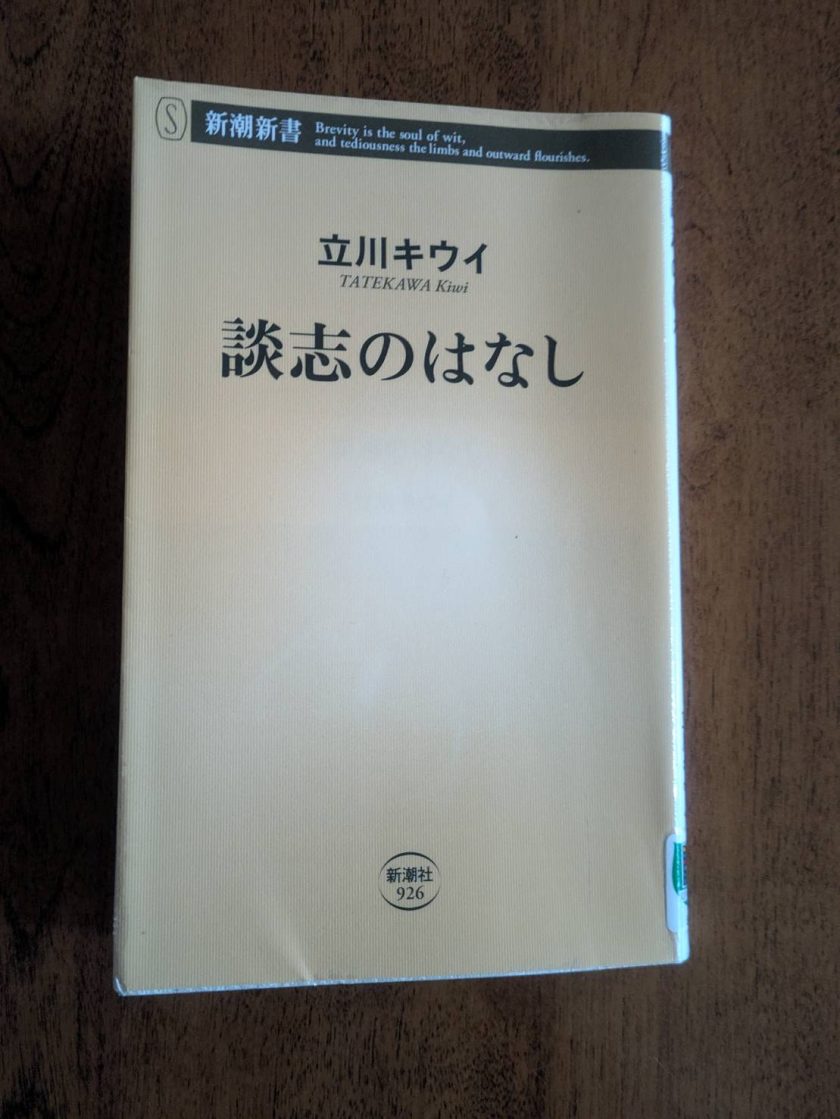 S
新潮新書
Brevity is the soul of wit,
and tediousness the limbs and outward flourishes.
立川キウイ
TATEKAWA Kiwi
談志のはなし
新潮社
926